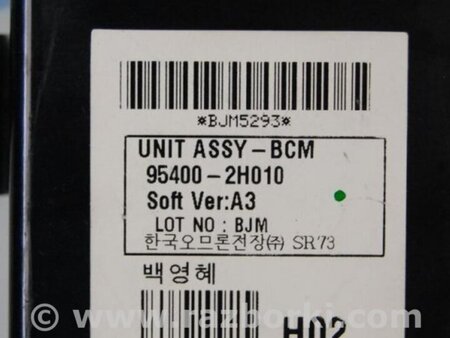 *BJM5293*
UNIT ASSY-BCM
95400-2H010
Soft Ver:A3
LOT NO : BJM
한국오므론전장㈜ SR73
백영혜
H02
© www.razborki.com